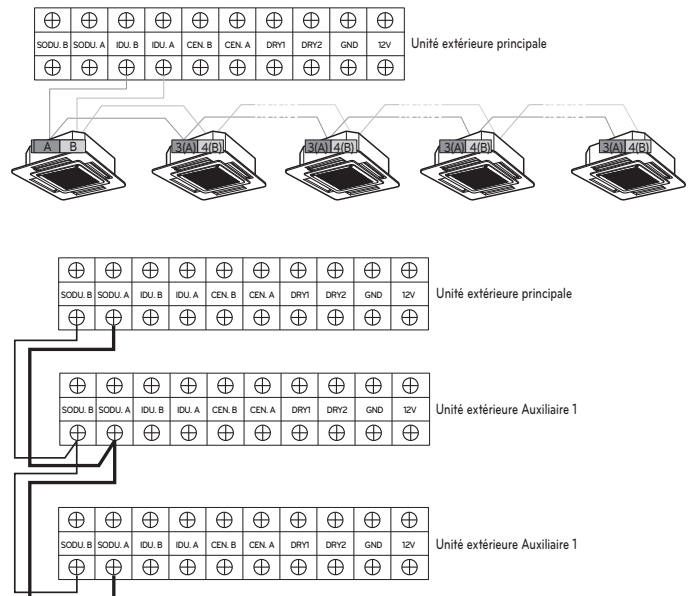 SODU. B SODU. A IDU. B IDU. A CEN. B CEN. A DRY1 DRY2 GND 12V Unité extérieure principale
A B 3(A) 4(B) 3(A) 4(B) 3(A) 4(B) 3(A) 4(B)
SODU. B SODU. A IDU. B IDU. A CEN. B CEN. A DRY1 DRY2 GND 12V Unité extérieure principale
SODU. B SODU. A IDU. B IDU. A CEN. B CEN. A DRY1 DRY2 GND 12V Unité extérieure Auxiliaire 1
SODU. B SODU. A IDU. B IDU. A CEN. B CEN. A DRY1 DRY2 GND 12V Unité extérieure Auxiliaire 1